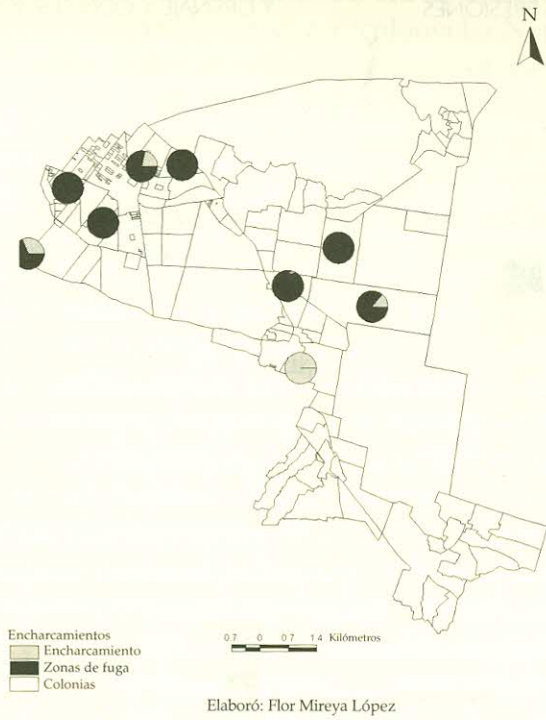 N
Encharcamientos
Encharcamiento
Zonas de fuga
Colonias
0.7 0 0.7 1.4 Kilómetros
Elaboró: Flor Mireya López